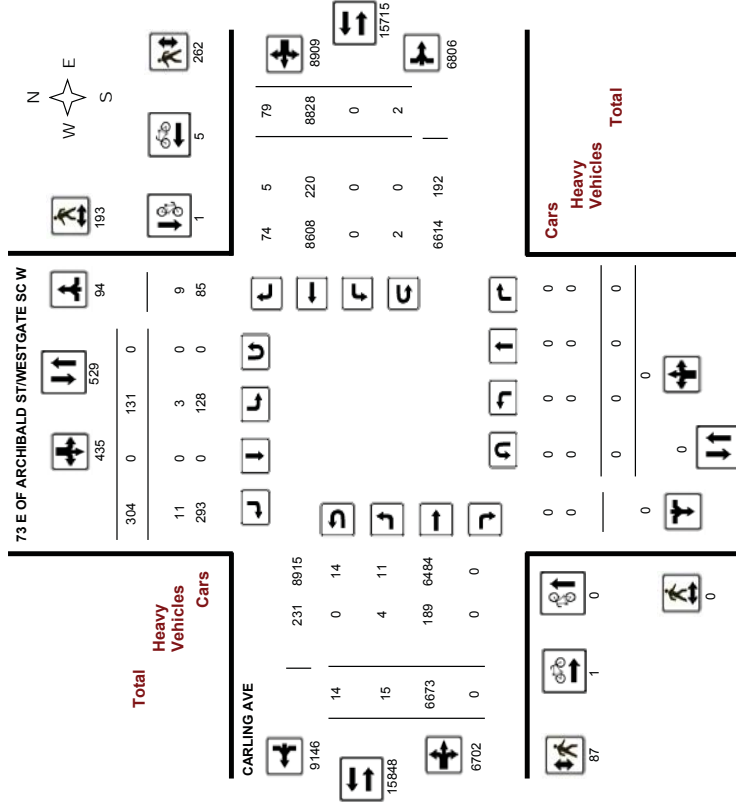 73 E OF ARCHIBALD ST/WESTGATE SC W
N
W E
S
193 262
1 5
435 529 94
304 0 131 0
11 0 3 0 9
293 0 128 0 85
Total
Heavy
Vehicles
Cars
CARLING AVE
9146 231 8915
14 0 14
15 4 11
15848
6673 189 6484
0 0 0
6702
74 5 79 8909
8608 220 8828
0 0 0
15715
2 0 2
6614 192 6806
Cars
Heavy
Vehicles
Total
0 0 0 0 0
0 0 0 0 0
0 0 0 0
0 0
0
87 1 0
0